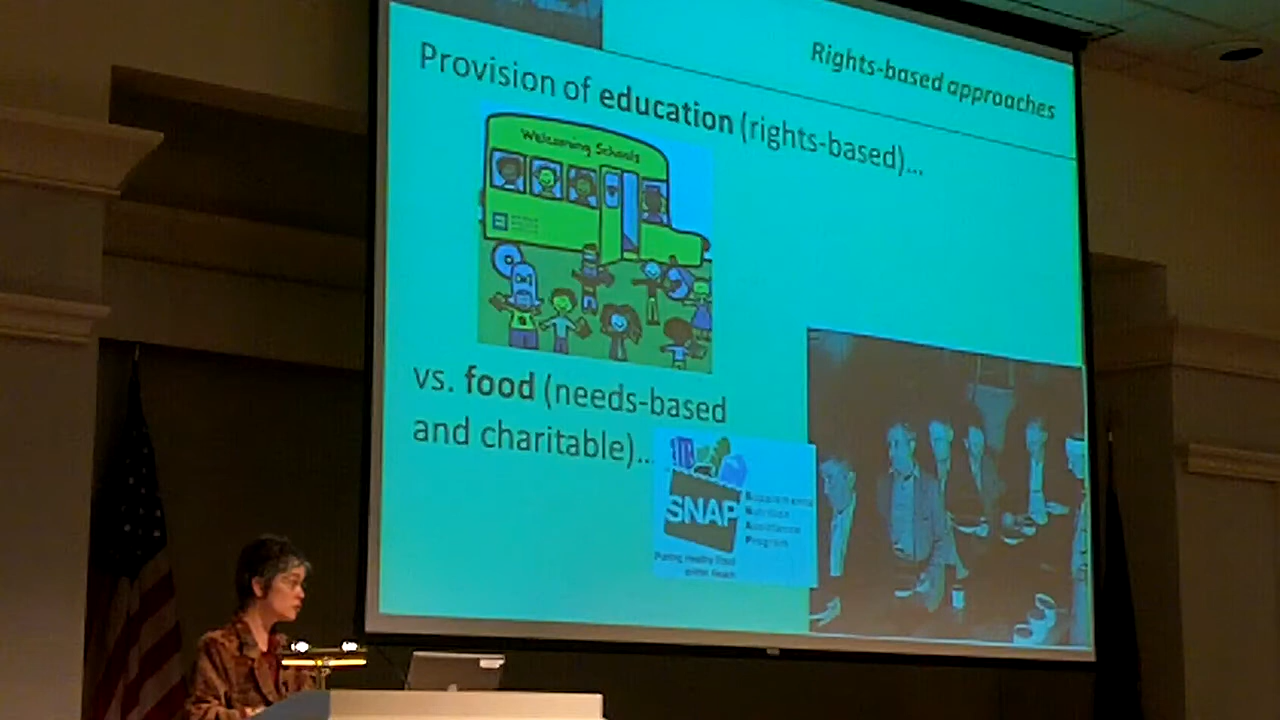 Rights-based approaches
Provision of education (rights-based)...
Welcoming Schools
vs. food (needs-based
and charitable)...
SNAP
Supplemental
Nutrition
Assistance
Program
Putting Healthy Food
within Reach